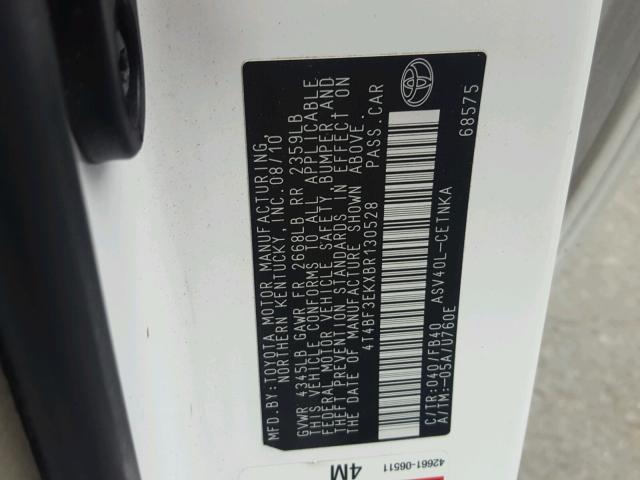 MFD.BY:TOYOTA MOTOR MANUFACTURING,
NORTHERN KENTUCKY, INC. 08/10
GVWR 4345LB GAWR FR 2668LB RR 2359LB
THIS VEHICLE CONFORMS TO ALL APPLICABLE
FEDERAL MOTOR VEHICLE SAFETY, BUMPER, AND
THEFT PREVENTION STANDARDS IN EFFECT ON
THE DATE OF MANUFACTURE SHOWN ABOVE.
4T4BF3EKXBR130528 PASS.CAR
C/TR:040/FB40 ASV40L-CETNKA
A/TM:-05A/U760E
68575
42661-06511
4M